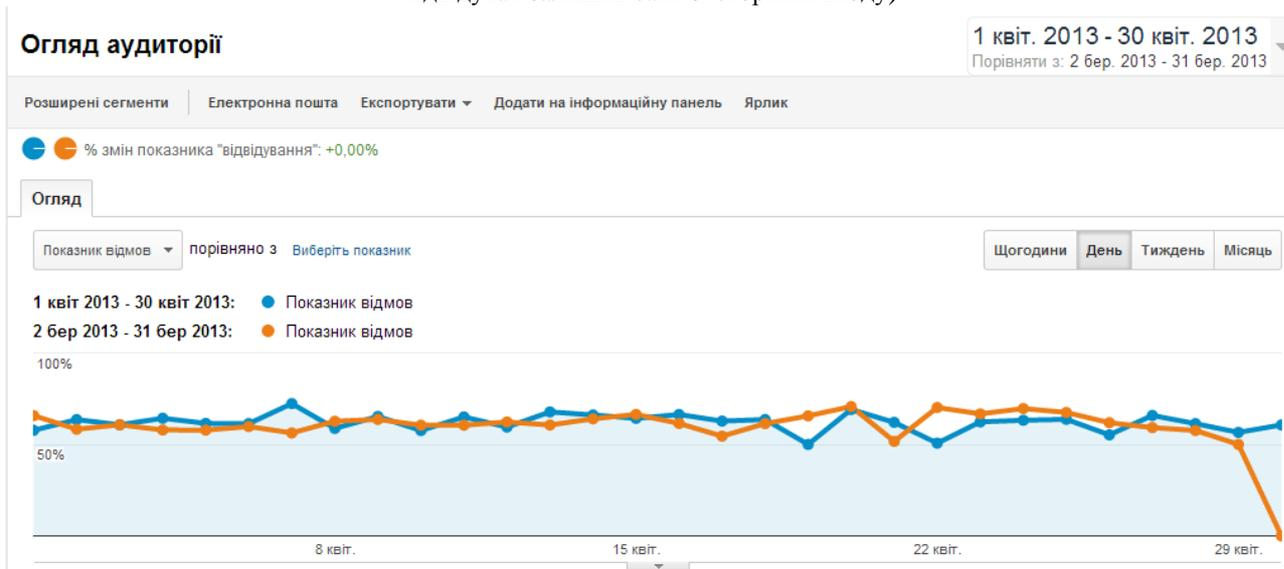 Огляд аудиторії
1 квіт. 2013 - 30 квіт. 2013
Порівняти з: 2 бер. 2013 - 31 бер. 2013
Розширені сегменти Електронна пошта Експортувати Додати на інформаційну панель Ярлик
% змін показника "відвідування": +0,00%
Огляд
Показник відмов порівняно з Виберіть показник Щогодини День Тиждень Місяць
1 квіт 2013 - 30 квіт 2013: Показник відмов
2 бер 2013 - 31 бер 2013: Показник відмов
100%
50%
8 квіт. 15 квіт. 22 квіт. 29 квіт.